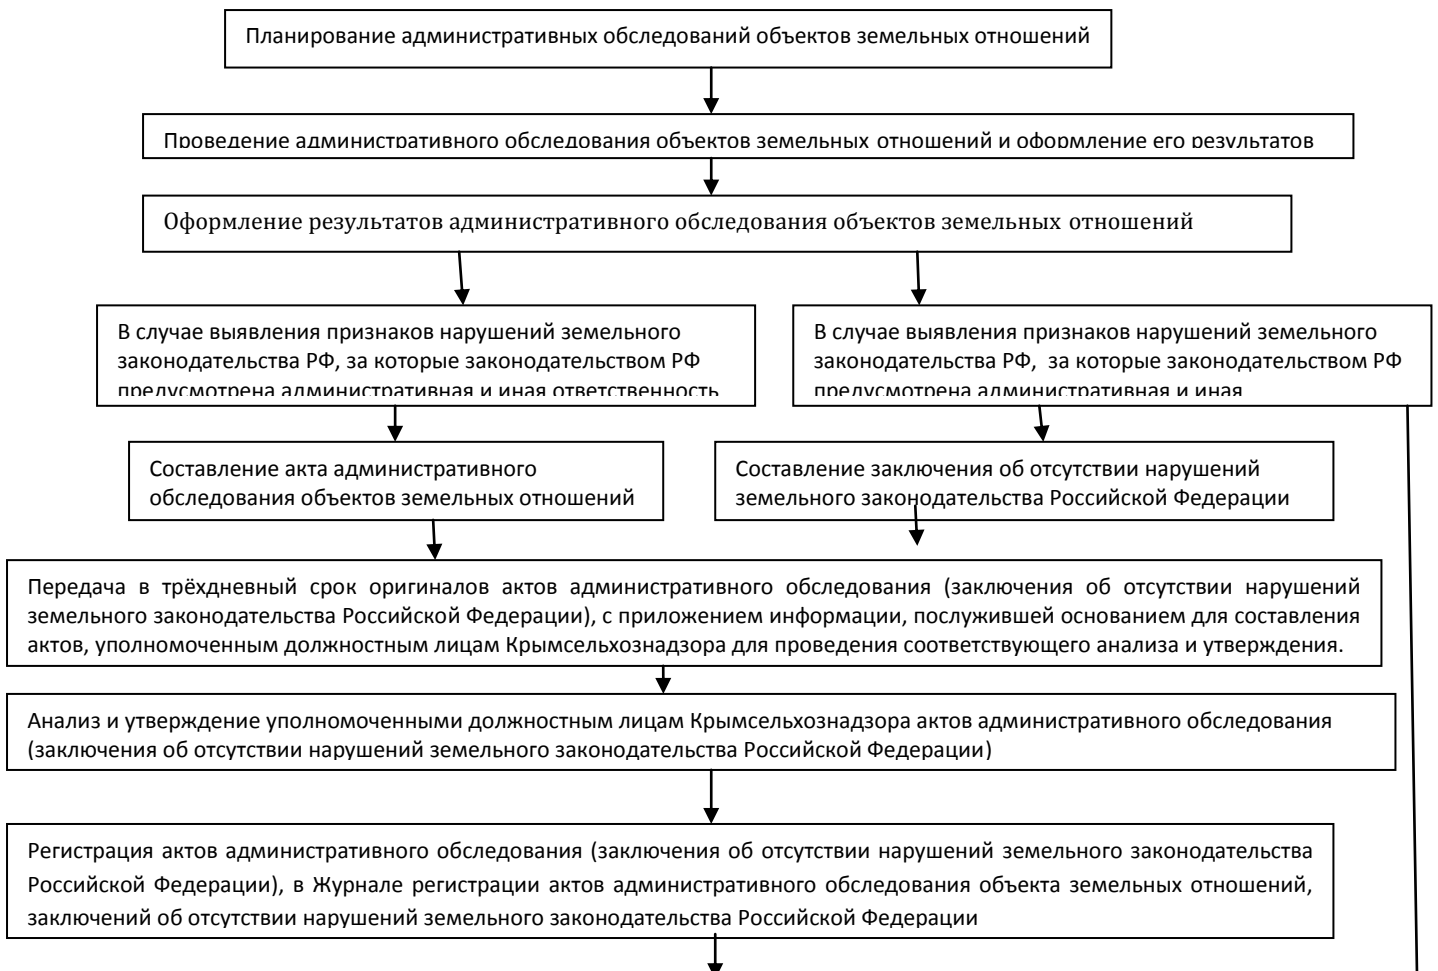 Планирование административных обследований объектов земельных отношений
Проведение административного обследования объектов земельных отношений и оформление его результатов
Оформление результатов административного обследования объектов земельных отношений
В случае выявления признаков нарушений земельного
законодательства РФ, за которые законодательством РФ
предусмотрена административная и иная ответственность
В случае выявления признаков нарушений земельного
законодательства РФ, за которые законодательством РФ
предусмотрена административная и иная
Составление акта административного
обследования объектов земельных отношений
Составление заключения об отсутствии нарушений
земельного законодательства Российской Федерации
Передача в трёхдневный срок оригиналов актов административного обследования (заключения об отсутствии нарушений
земельного законодательства Российской Федерации), с приложением информации, послужившей основанием для составления
актов, уполномоченным должностным лицам Крымсельхознадзора для проведения соответствующего анализа и утверждения.
Анализ и утверждение уполномоченными должностным лицам Крымсельхознадзора актов административного обследования
(заключения об отсутствии нарушений земельного законодательства Российской Федерации)
Регистрация актов административного обследования (заключения об отсутствии нарушений земельного законодательства
Российской Федерации), в Журнале регистрации актов административного обследования объекта земельных отношений,
заключений об отсутствии нарушений земельного законодательства Российской Федерации